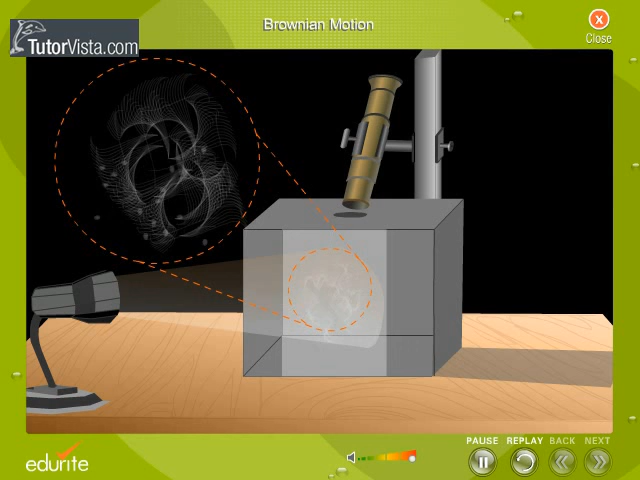 Brownian Motion
Close
TutorVista.com
PAUSE REPLAY BACK NEXT
edurite